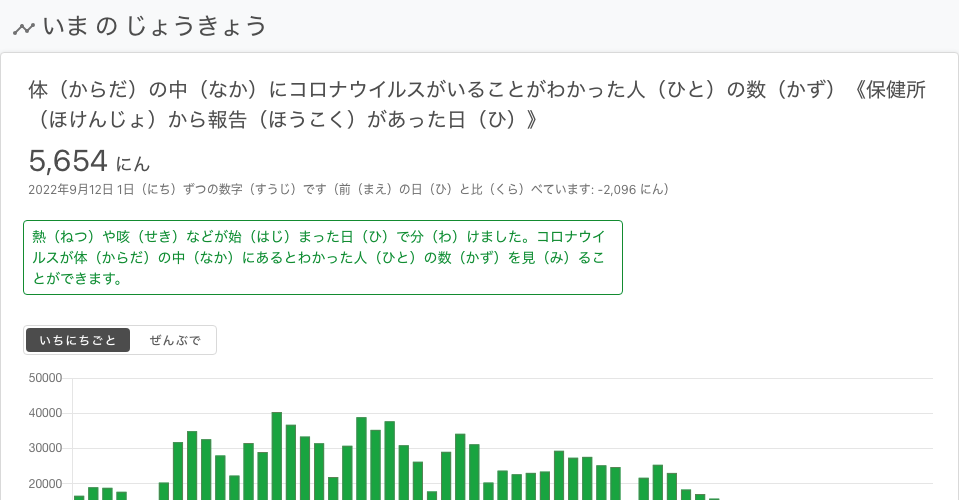 いま の じょうきょう
体（からだ）の中（なか）にコロナウイルスがいることがわかった人（ひと）の数（かず）《保健所
（ほけんじょ）から報告（ほうこく）があった日（ひ）》
5,654 にん
2022年9月12日 1日（にち）ずつの数字（すうじ）です（前（まえ）の日（ひ）と比（くら）べています: -2,096 にん）
熱（ねつ）や咳（せき）などが始（はじ）まった日（ひ）で分（わ）けました。コロナウイ
ルスが体（からだ）の中（なか）にあるとわかった人（ひと）の数（かず）を見（み）るこ
とができます。
いちにちごと ぜんぶで
50000
40000
30000
20000